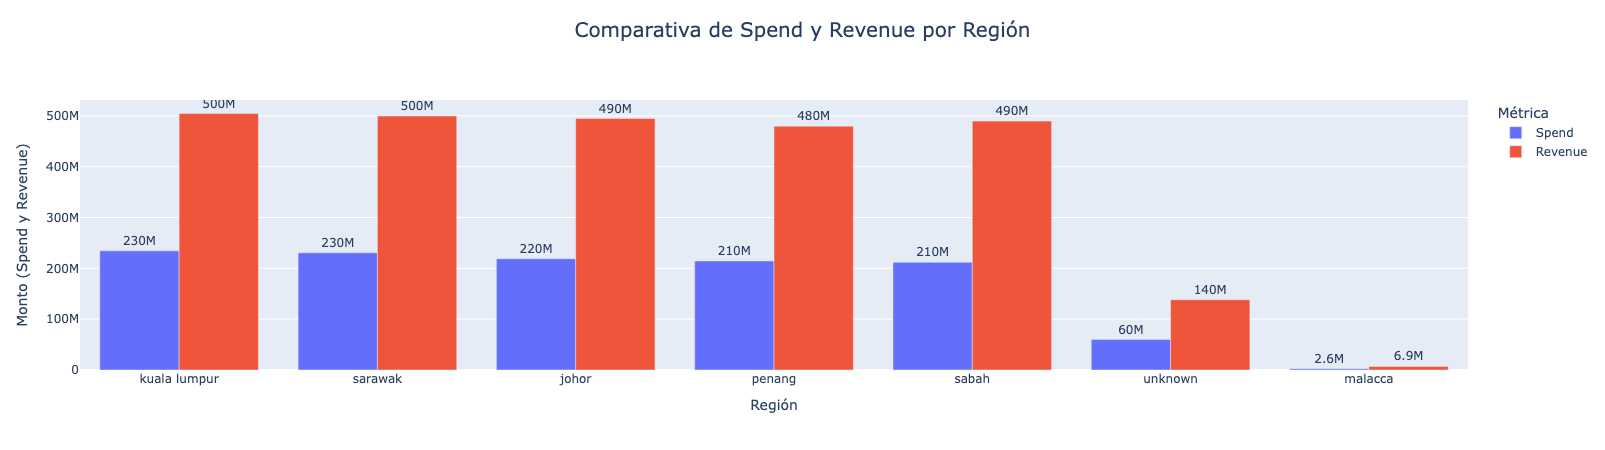 Comparativa de Spend y Revenue por Región
Monto (Spend y Revenue)
500M
400M
300M
200M
100M
0
230M
500M
230M
500M
220M
490M
210M
480M
210M
490M
60M
140M
2.6M
6.9M
kuala lumpur
sarawak
johor
penang
sabah
unknown
malacca
Región
Métrica
Spend
Revenue